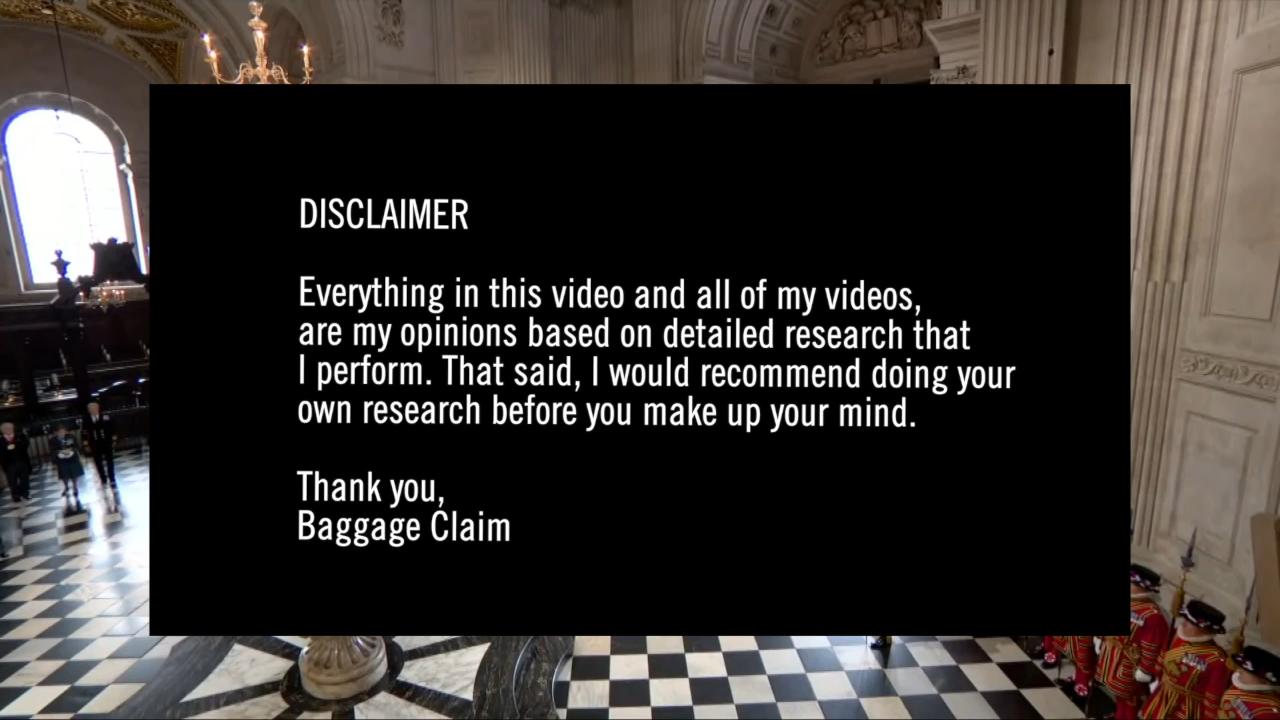 DISCLAIMER
Everything in this video and all of my videos,
are my opinions based on detailed research that
I perform. That said, I would recommend doing your
own research before you make up your mind.
Thank you,
Baggage Claim